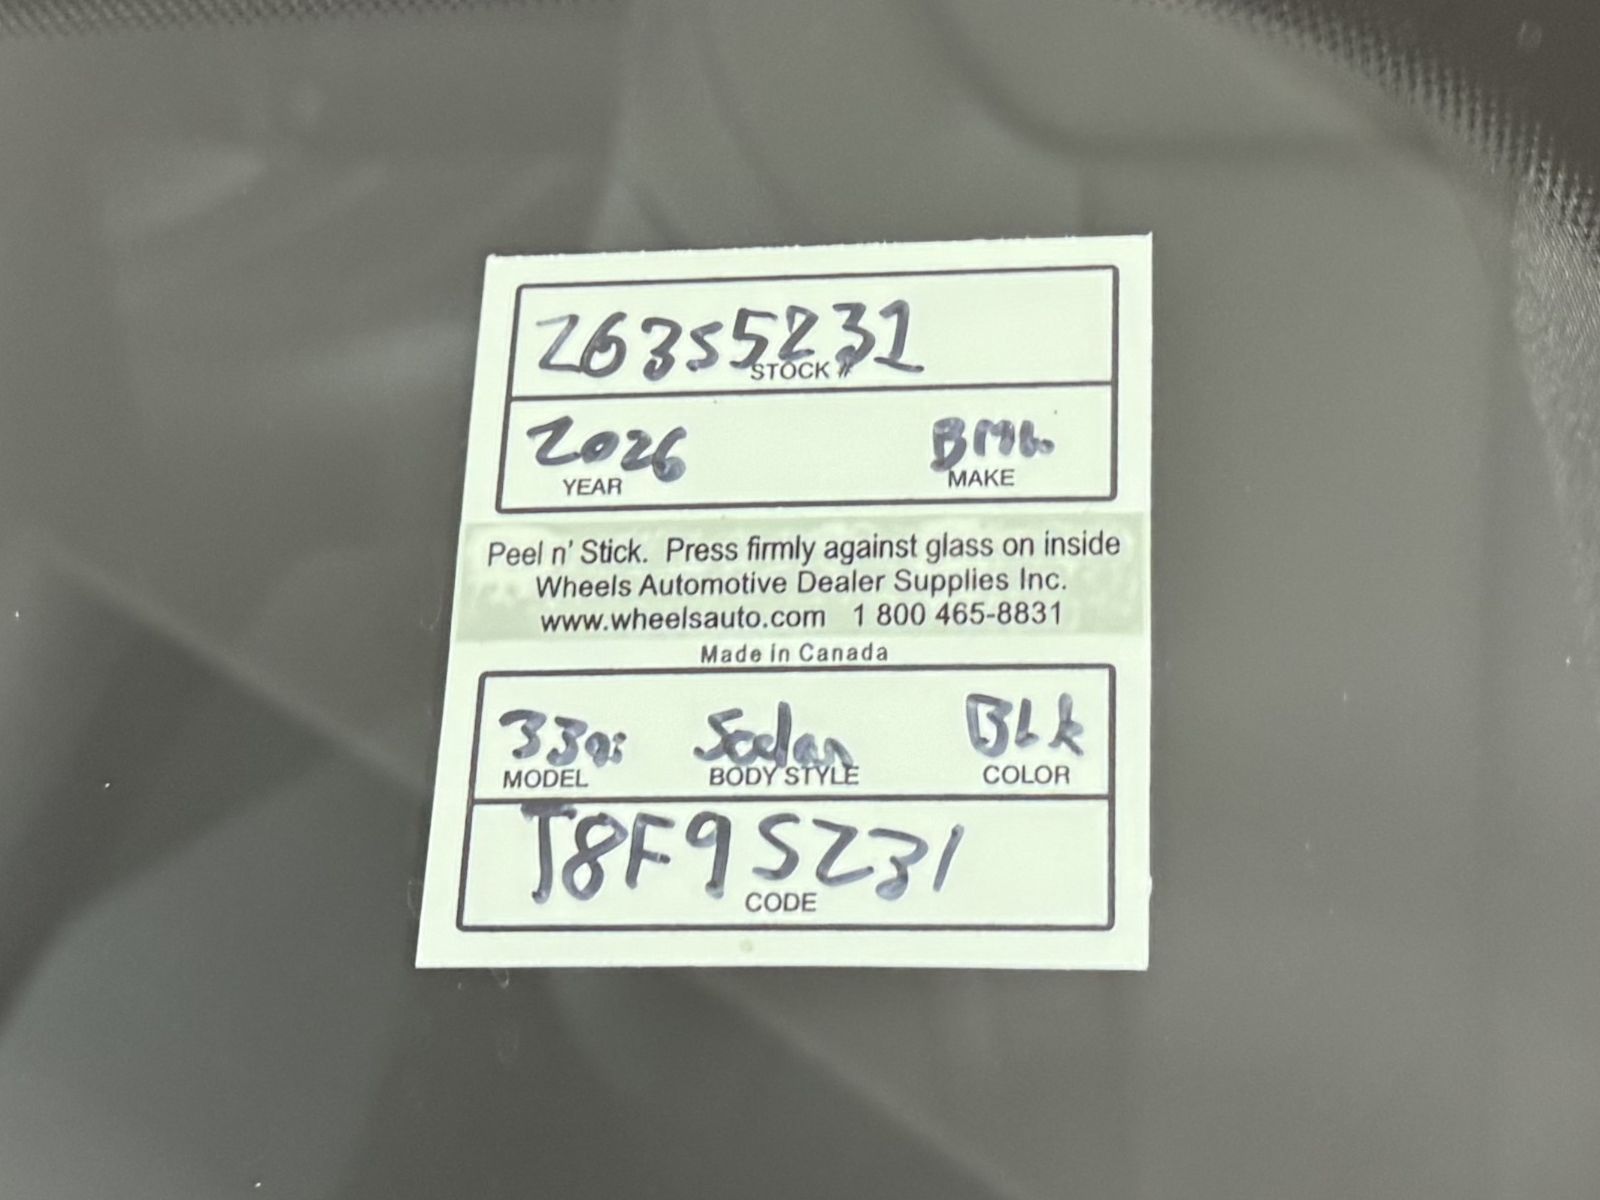 263S5231
STOCK #
2026 BMW
YEAR MAKE
Peel n' Stick. Press firmly against glass on inside
Wheels Automotive Dealer Supplies Inc.
www.wheelsauto.com 1 800 465-8831
Made in Canada
330i Sedan BLK
MODEL BODY STYLE COLOR
T8F95231
CODE